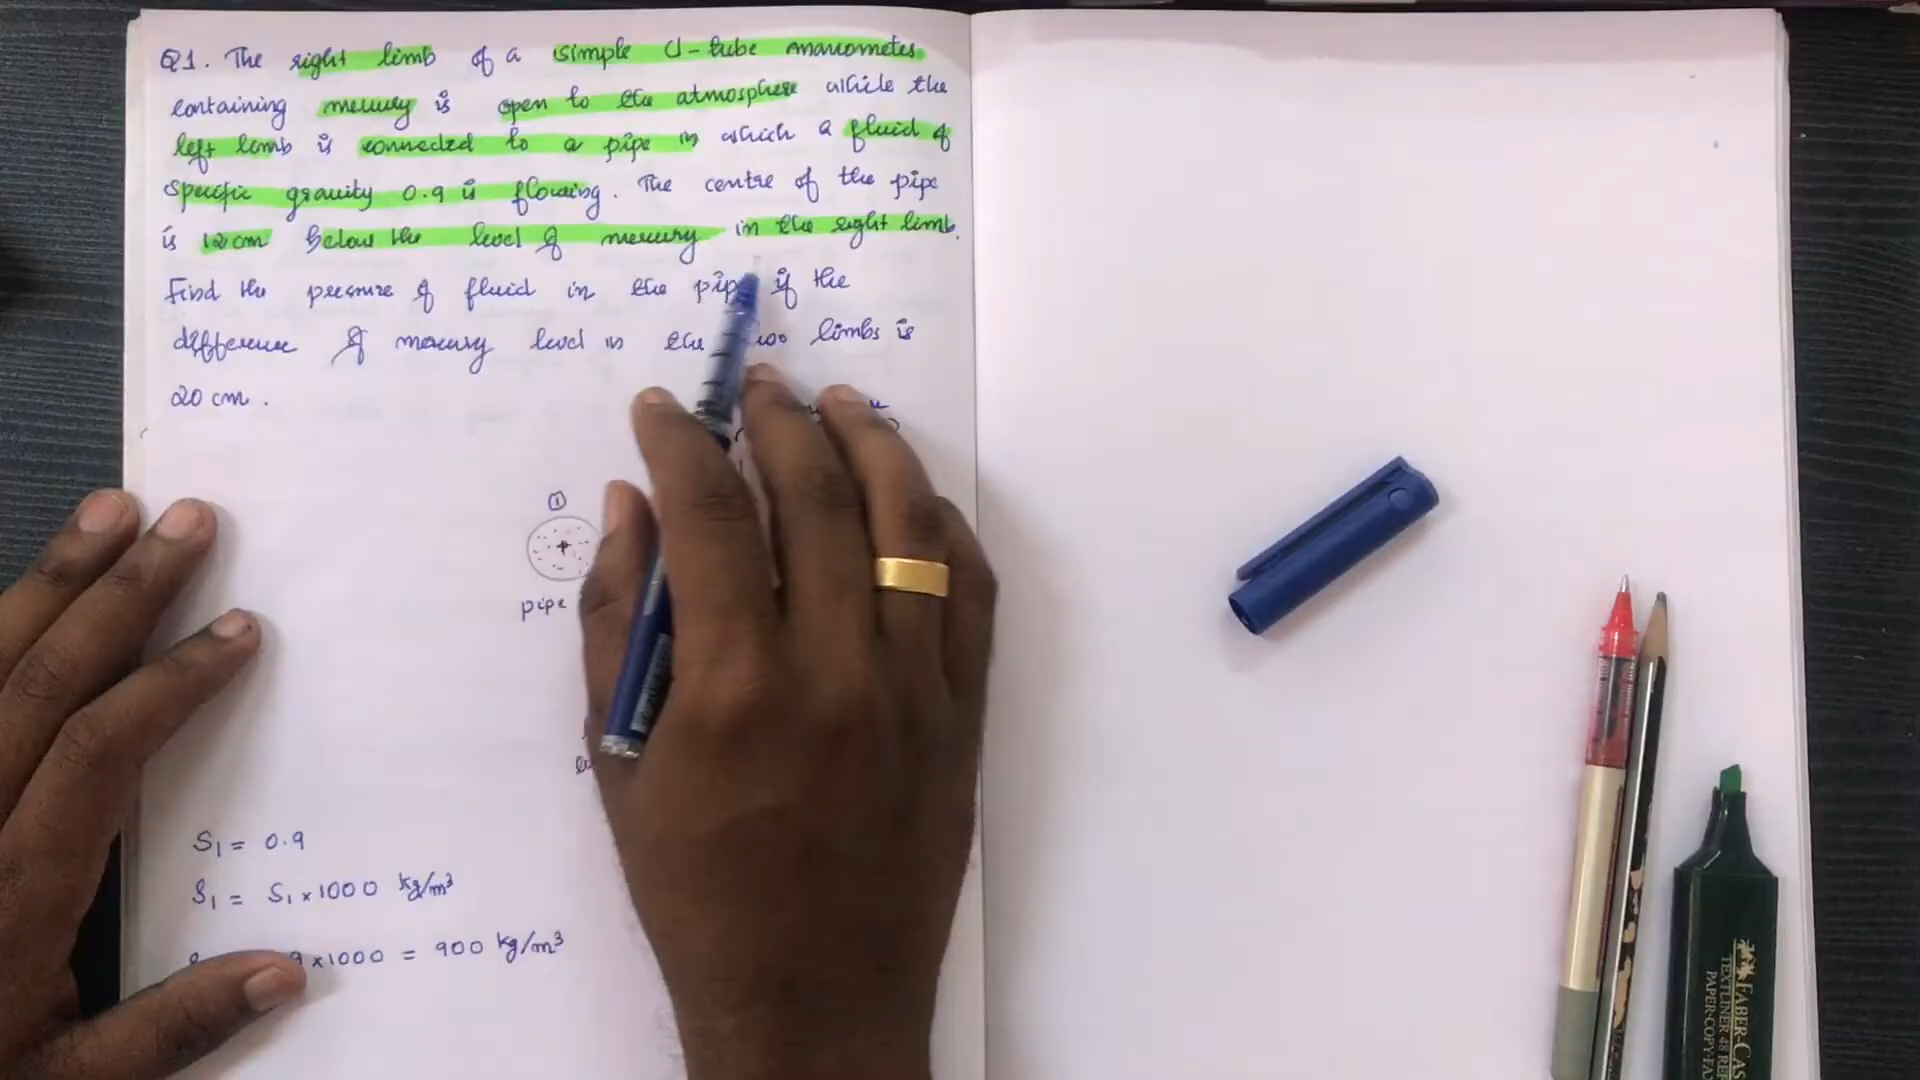 Q1. The right limb of a simple U-tube manometer
containing mercury is open to the atmosphere while the
left limb is connected to a pipe in which a fluid of
specific gravity 0.9 is flowing. The centre of the pipe
is 12 cm below the level of mercury in the right limb.
Find the pressure of fluid in the pipe if the
difference of mercury level in the limbs is
20 cm.
①
pipe
S₁ = 0.9
S₁ = S₁ × 1000 kg/m³
×1000 = 900 kg/m³
FABER-CAS
TEXTLINER 48 REF
PAPER-COPY-FA